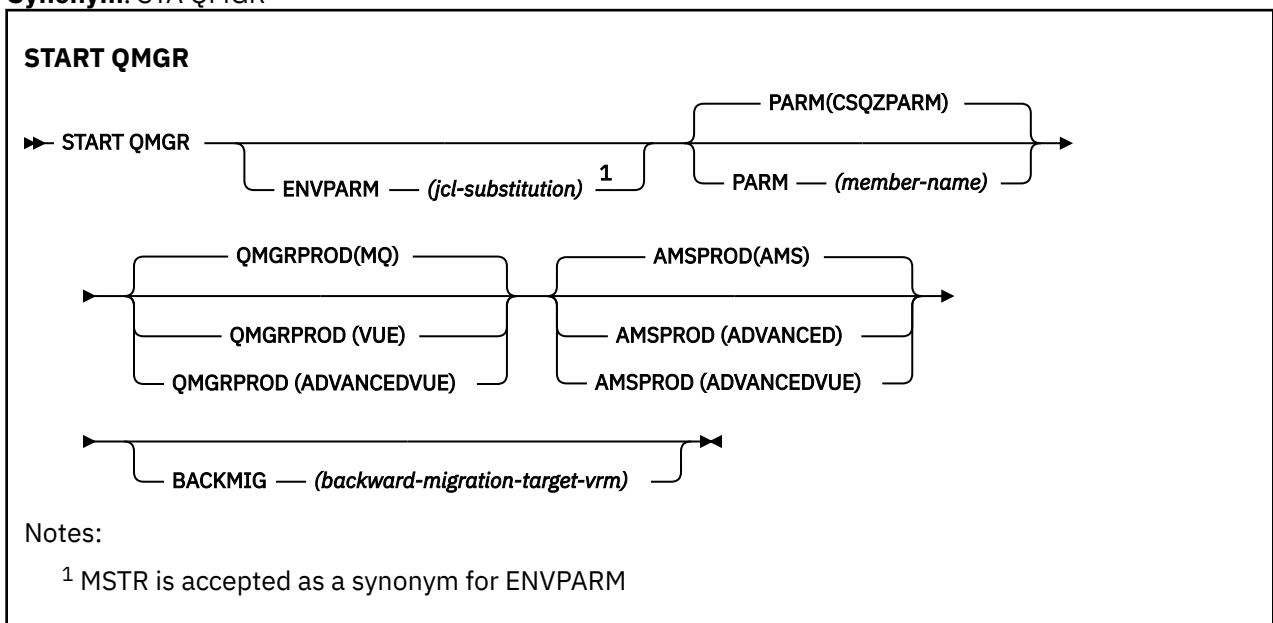 Synonym: STA QMGR
START QMGR
PARM(CSQZPARM)
START QMGR
ENVPARM (jcl-substitution) 1
PARM (member-name)
QMGRPROD(MQ) AMSPROD(AMS)
QMGRPROD (VUE) AMSPROD (ADVANCED)
QMGRPROD (ADVANCEDVUE) AMSPROD (ADVANCEDVUE)
BACKMIG (backward-migration-target-vrm)
Notes:
1 MSTR is accepted as a synonym for ENVPARM